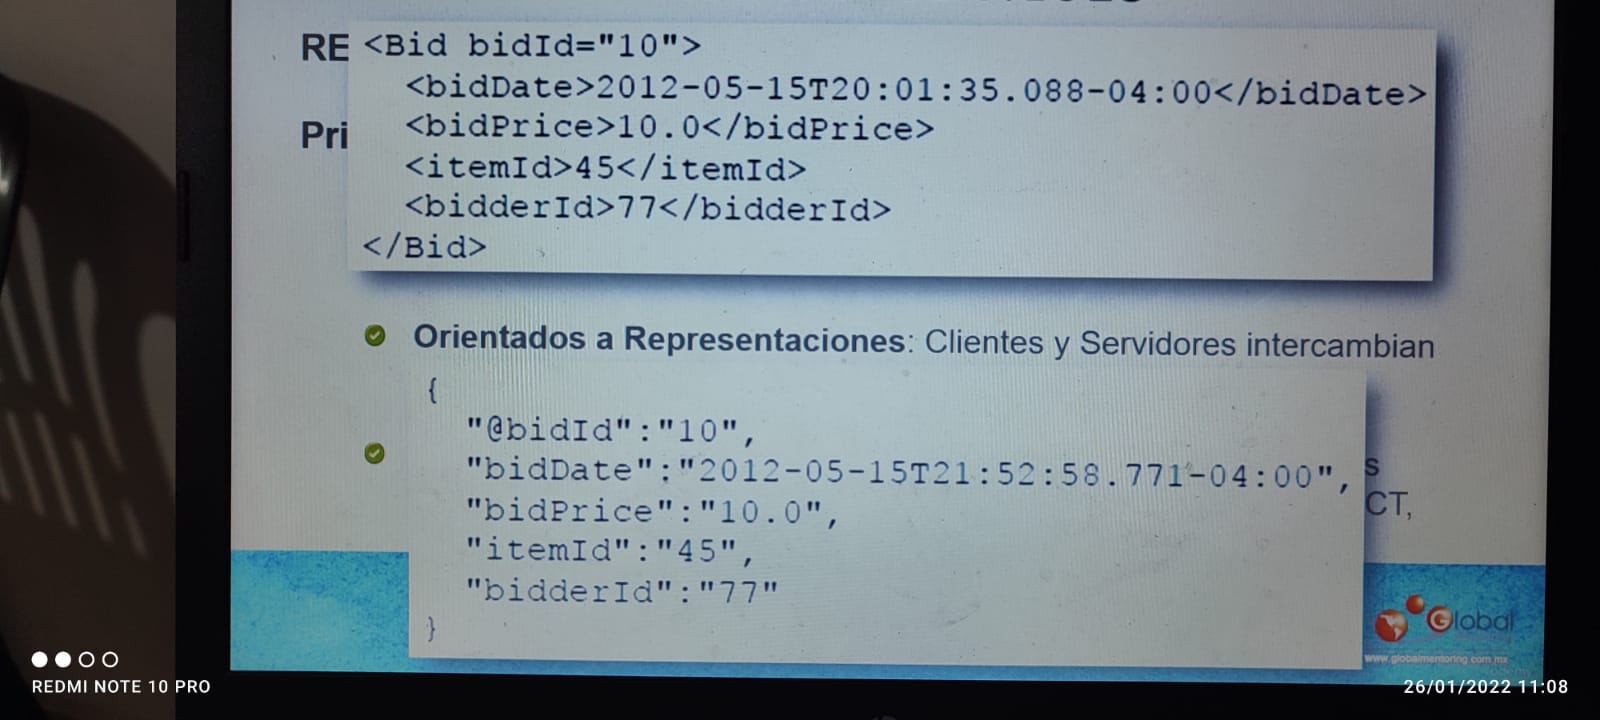 RE <Bid bidId="10">
<bidDate>2012-05-15T20:01:35.088-04:00</bidDate>
Pri <bidPrice>10.0</bidPrice>
<itemId>45</itemId>
<bidderId>77</bidderId>
</Bid>
Orientados a Representaciones: Clientes y Servidores intercambian
{
"@bidId":"10",
"bidDate":"2012-05-15T21:52:58.771-04:00", s
"bidPrice":"10.0", CT,
"itemId":"45",
"bidderId":"77"
}
Global
www.globalmentoring.com.mx
REDMI NOTE 10 PRO
26/01/2022 11:08